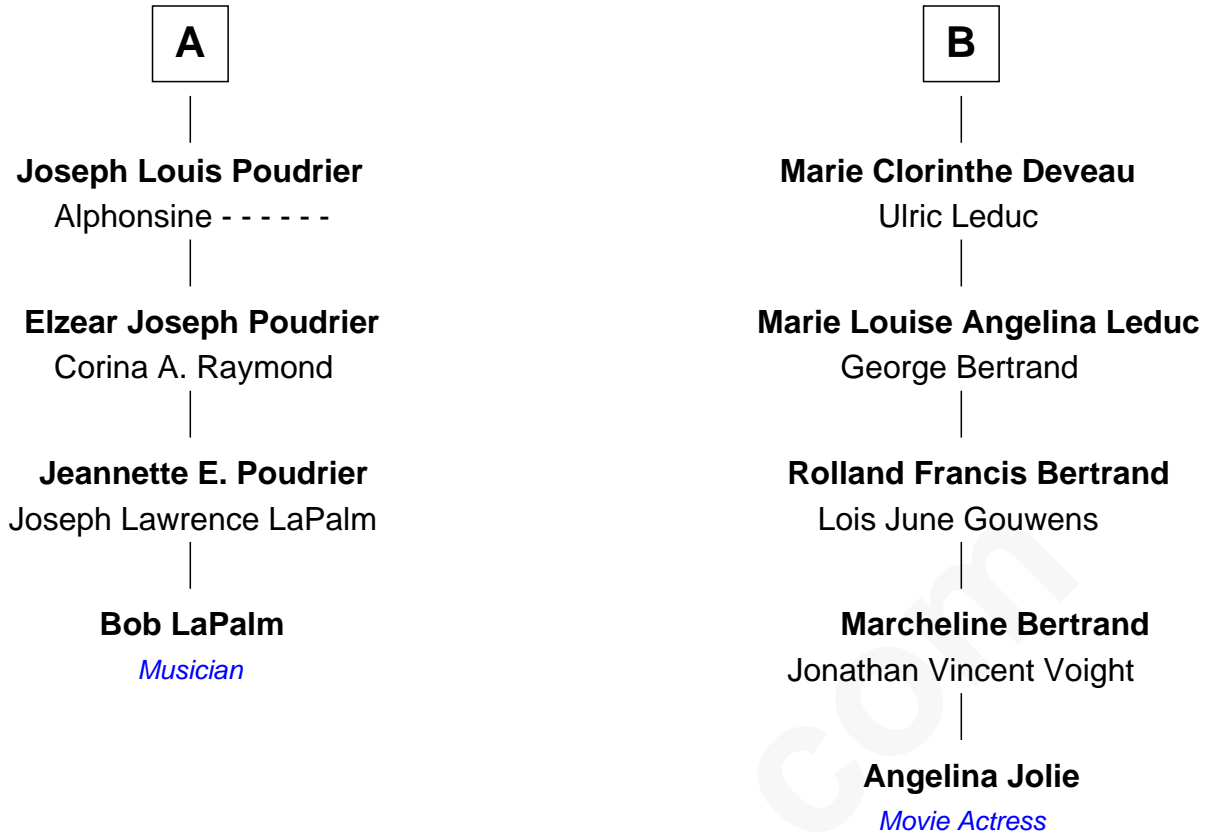 A
Joseph Louis Poudrier
Alphonsine - - - - - -
Elzear Joseph Poudrier
Corina A. Raymond
Jeannette E. Poudrier
Joseph Lawrence LaPalm
Bob LaPalm
Musician
B
Marie Clorinthe Deveau
Ulric Leduc
Marie Louise Angelina Leduc
George Bertrand
Rolland Francis Bertrand
Lois June Gouwens
Marcheline Bertrand
Jonathan Vincent Voight
Angelina Jolie
Movie Actress
com